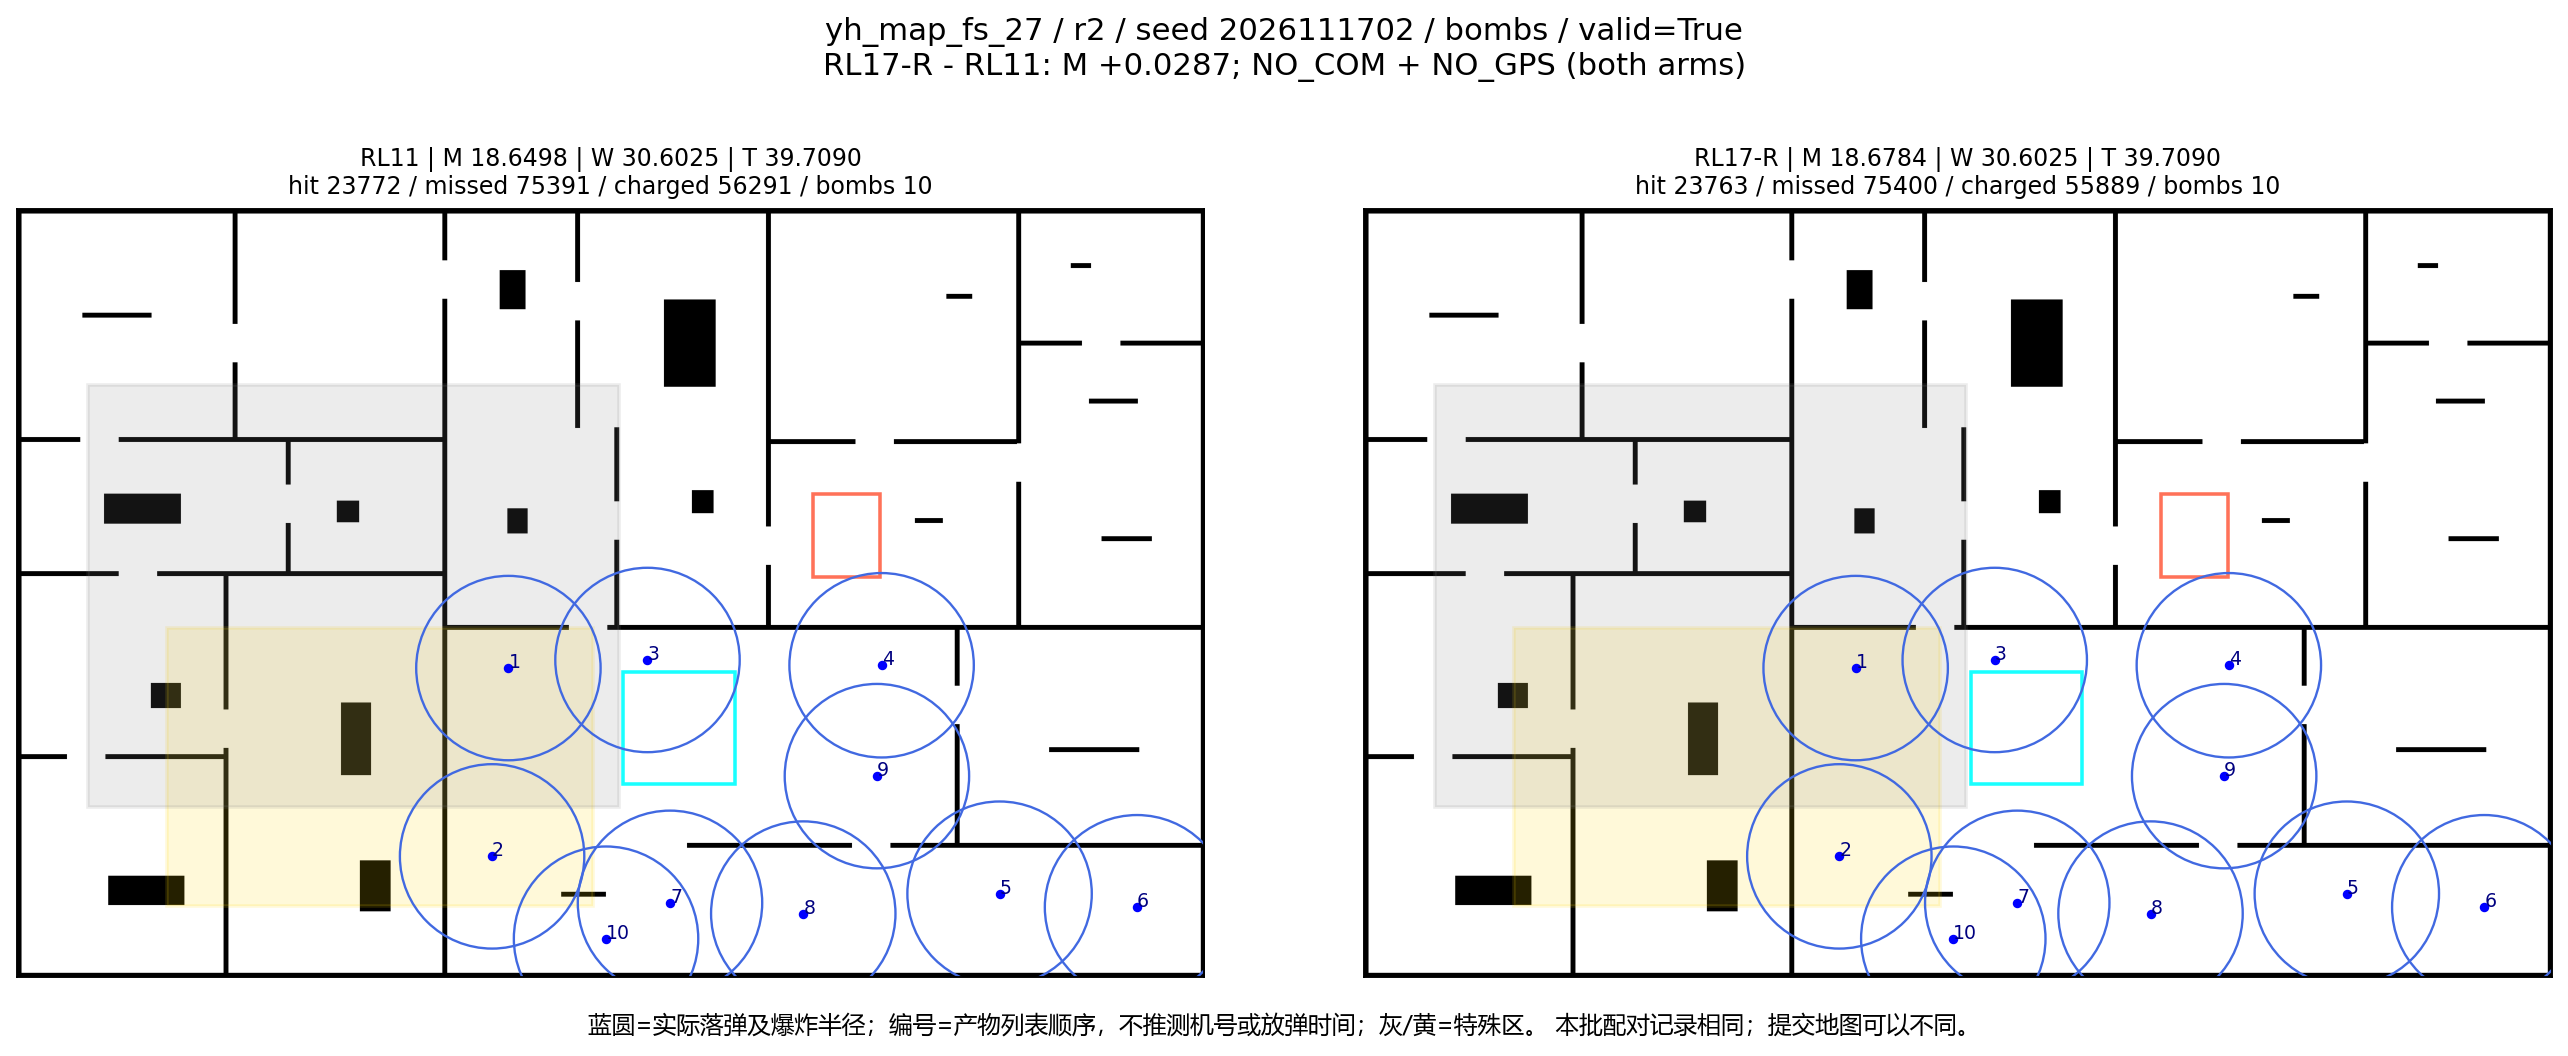 yh_map_fs_27 / r2 / seed 2026111702 / bombs / valid=True
RL17-R - RL11: M +0.0287; NO_COM + NO_GPS (both arms)
RL11 | M 18.6498 | W 30.6025 | T 39.7090
hit 23772 / missed 75391 / charged 56291 / bombs 10
1
3
4
9
2
7
8
5
6
10
RL17-R | M 18.6784 | W 30.6025 | T 39.7090
hit 23763 / missed 75400 / charged 55889 / bombs 10
1
3
4
9
2
7
8
5
6
10
蓝圆=实际落弹及爆炸半径；编号=产物列表顺序，不推测机号或放弹时间；灰/黄=特殊区。 本批配对记录相同；提交地图可以不同。